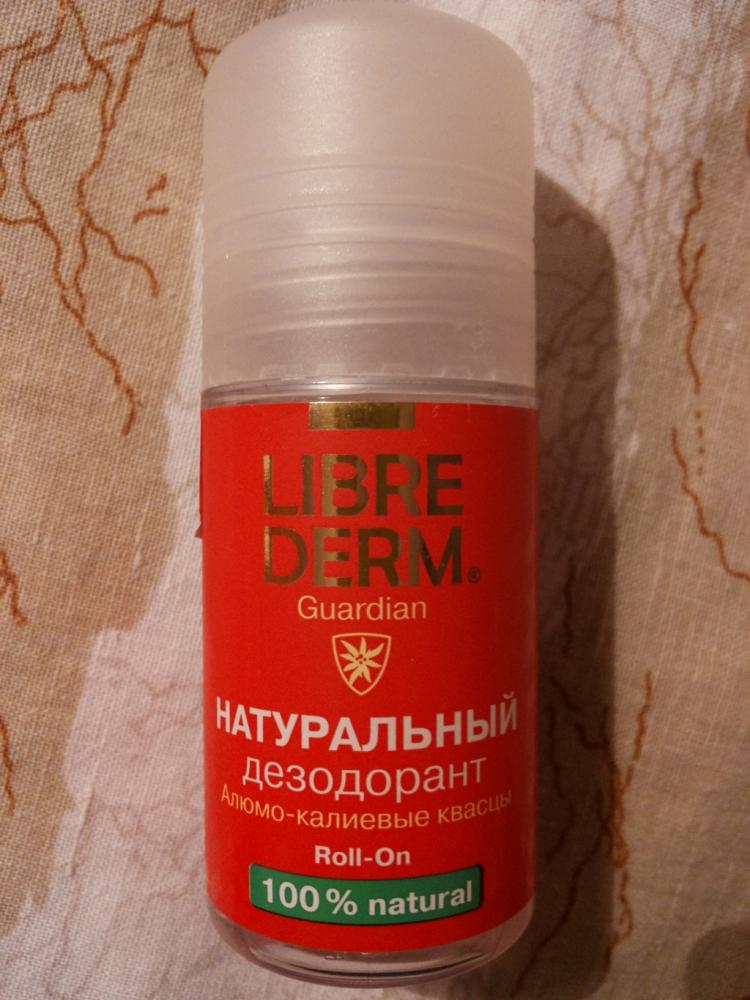 LIBRE
DERM®
Guardian
НАТУРАЛЬНЫЙ
дезодорант
Алюмо-калиевые квасцы
Roll-On
100% natural